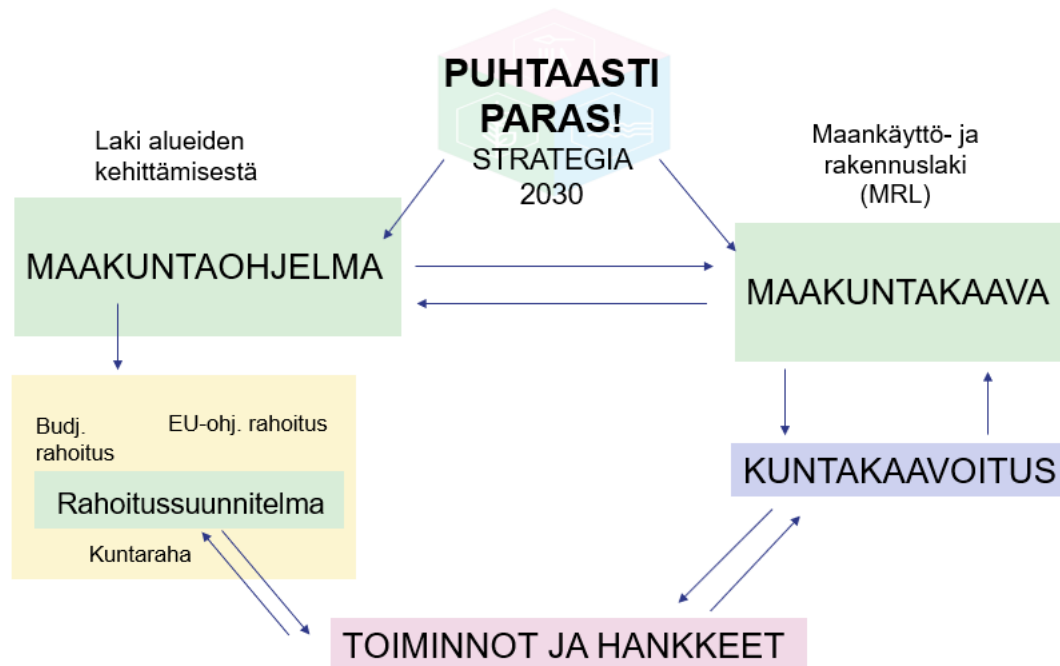 PUHTAASTI
PARAS!
STRATEGIA
2030
Laki alueiden
kehittämisestä
Maankäyttö- ja
rakennuslaki
(MRL)
MAAKUNTAOHJELMA
MAAKUNTAKAAVA
Budj.
rahoitus
EU-ohj. rahoitus
Rahoitussuunnitelma
Kuntaraha
KUNTAKAAVOITUS
TOIMINNOT JA HANKKEET